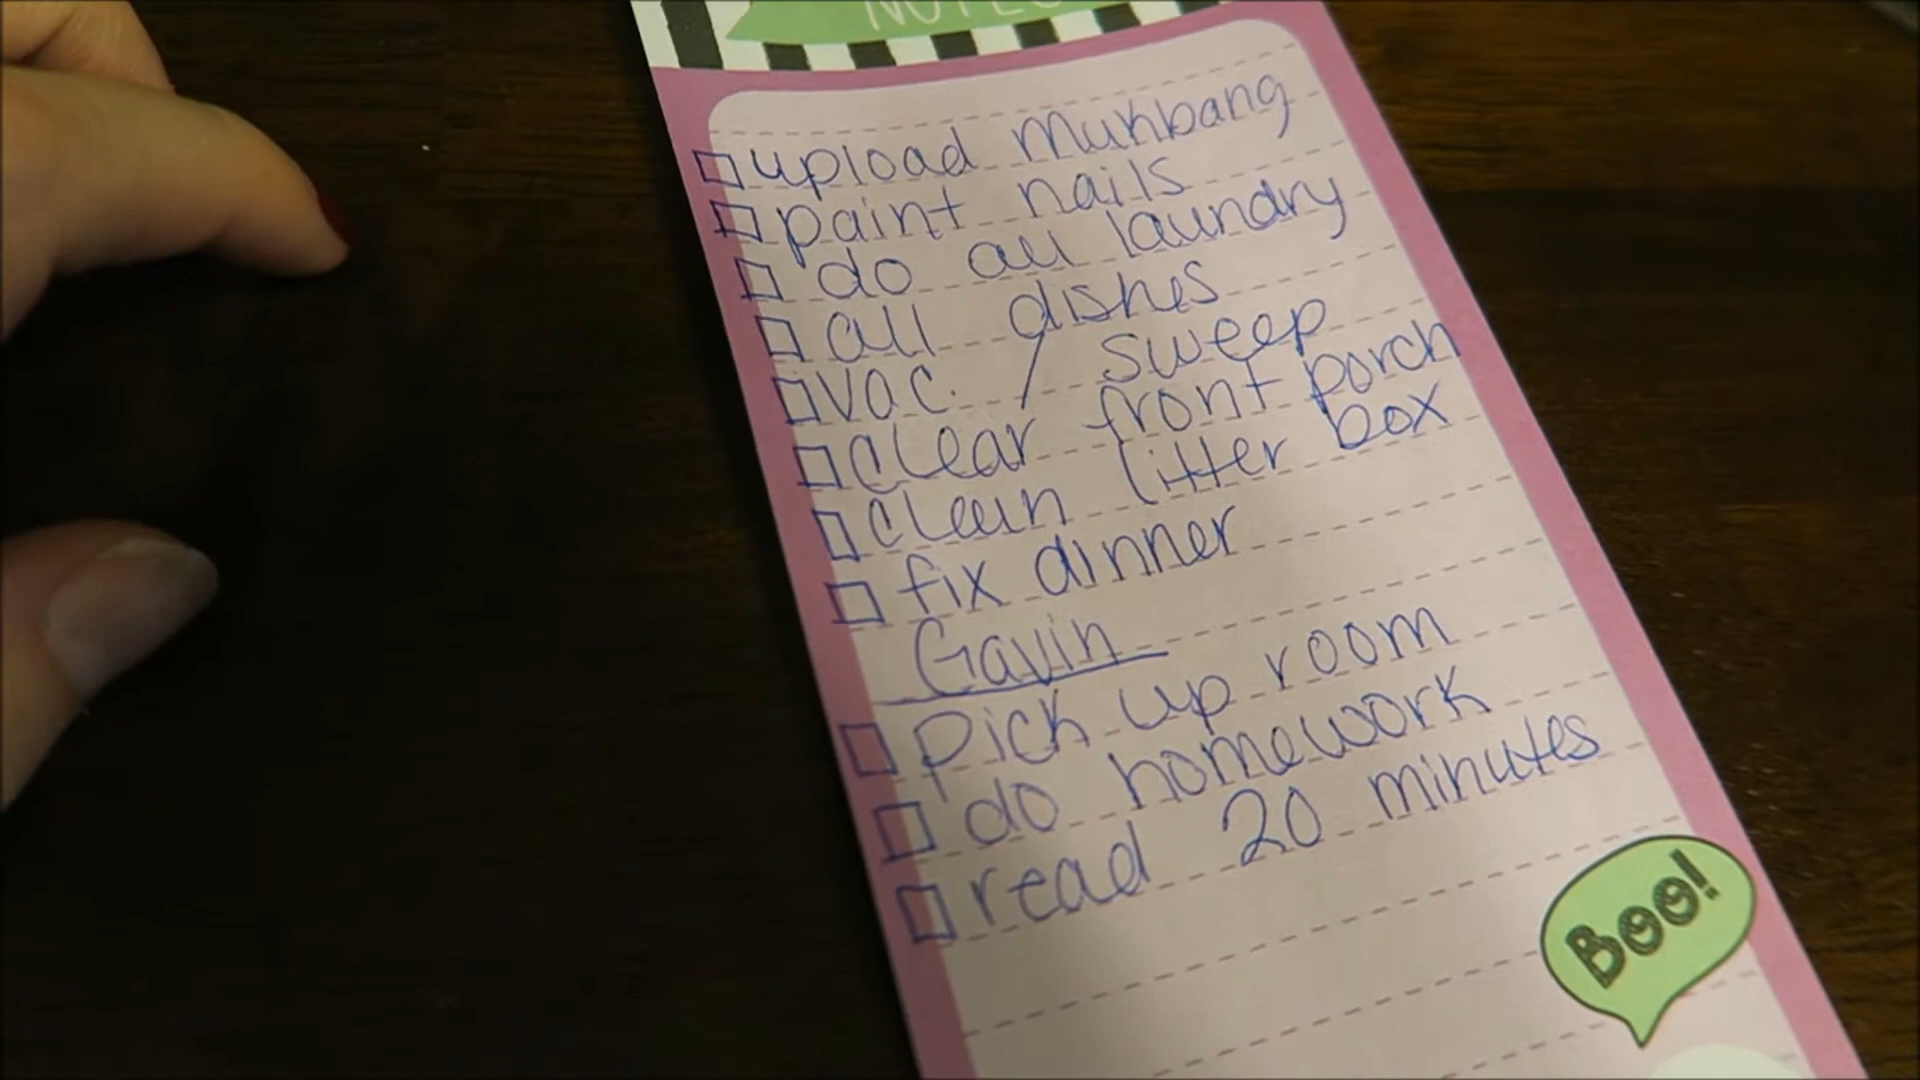 NOTES
upload Mukbang
paint nails
do all laundry
all dishes
vac. / sweep
clear front porch
clean litter box
fix dinner
Gavin
pick up room
do homework
read 20 minutes
Boo!